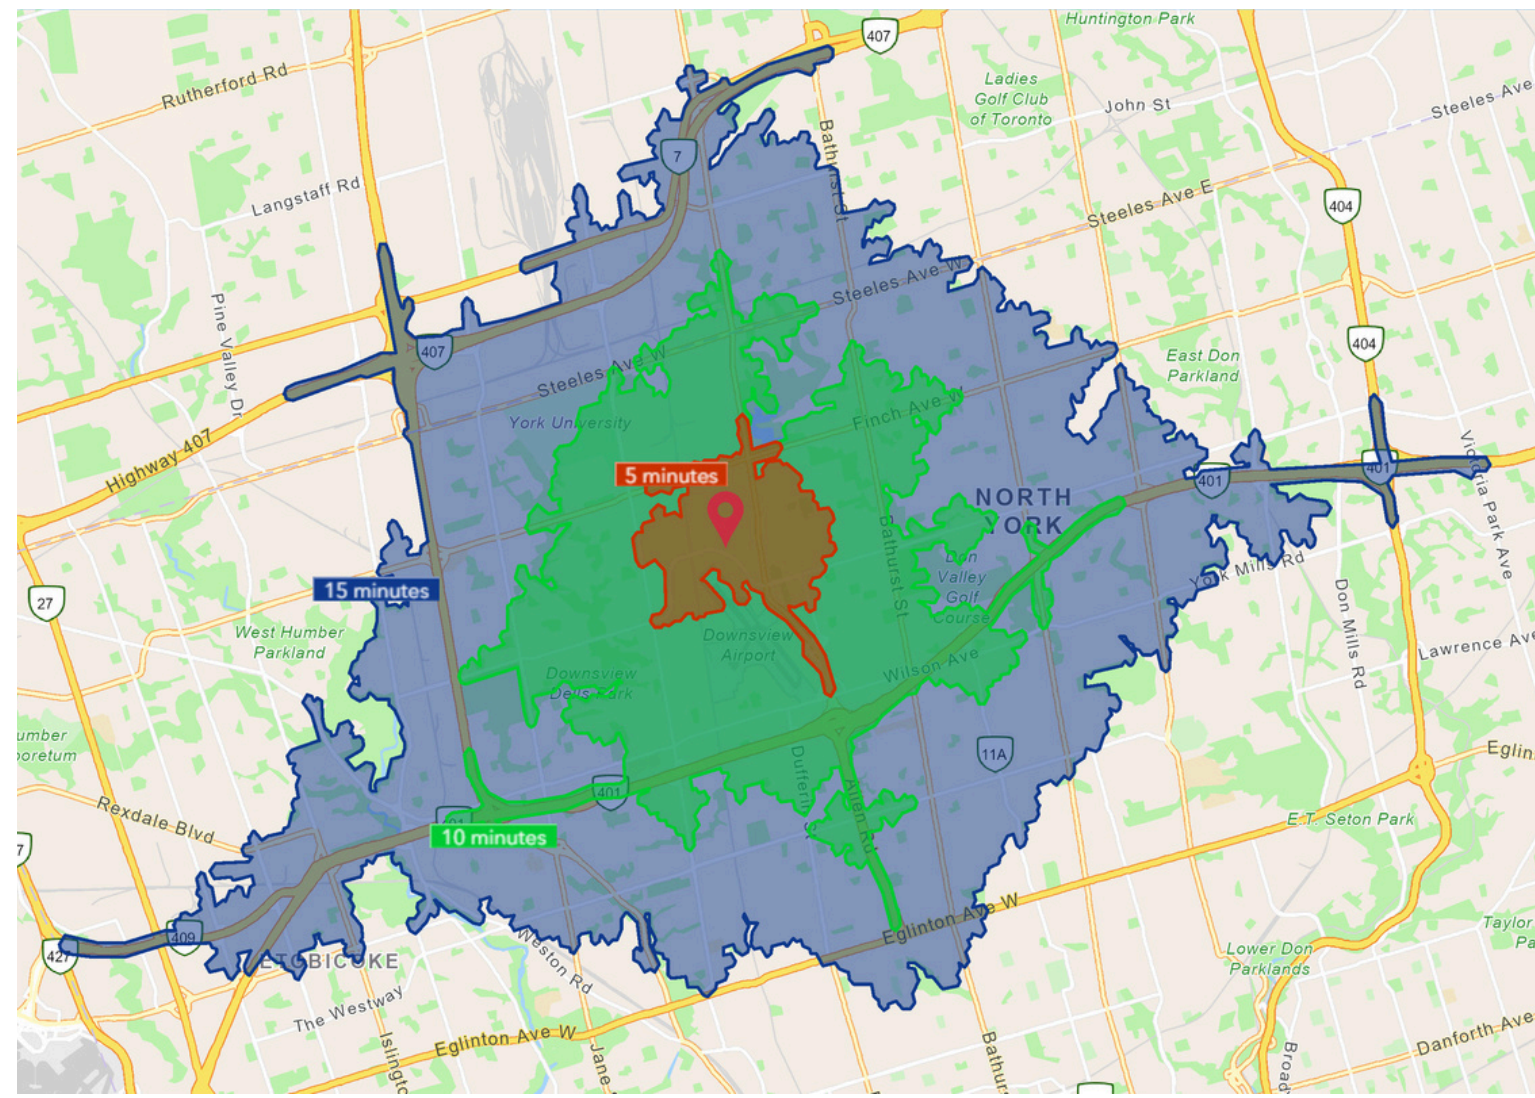 Huntington Park
407
Rutherford Rd
Ladies
Golf Club
of Toronto
John St
Steeles Ave
Bathurst St
7
Langstaff Rd
Steeles Ave E
404
Steeles Ave W
Pine Valley Dr
407
404
Steeles Ave W
East Don
Parkland
York University
Finch Ave W
Highway 407
5 minutes
401
401
Victoria Park Ave
NORTH
YORK
Bathurst St
Don
Valley
Golf
Course
York Mills Rd
15 minutes
27
West Humber
Parkland
Downsview
Airport
Don Mills Rd
Lawrence Ave
Wilson Ave
Downsview
Dells Park
umber
boretum
11A
Eglin
401
Dufferin St
Allen Rd
Rexdale Blvd
401
10 minutes
E.T. Seton Park
7
Eglinton Ave W
409
427
ETOBICOKE
Weston Rd
Lower Don
Parklands
Taylor
Pa
The Westway
Eglinton Ave W
Islingto
Jane S
Bathurs
Broad
Danforth Ave